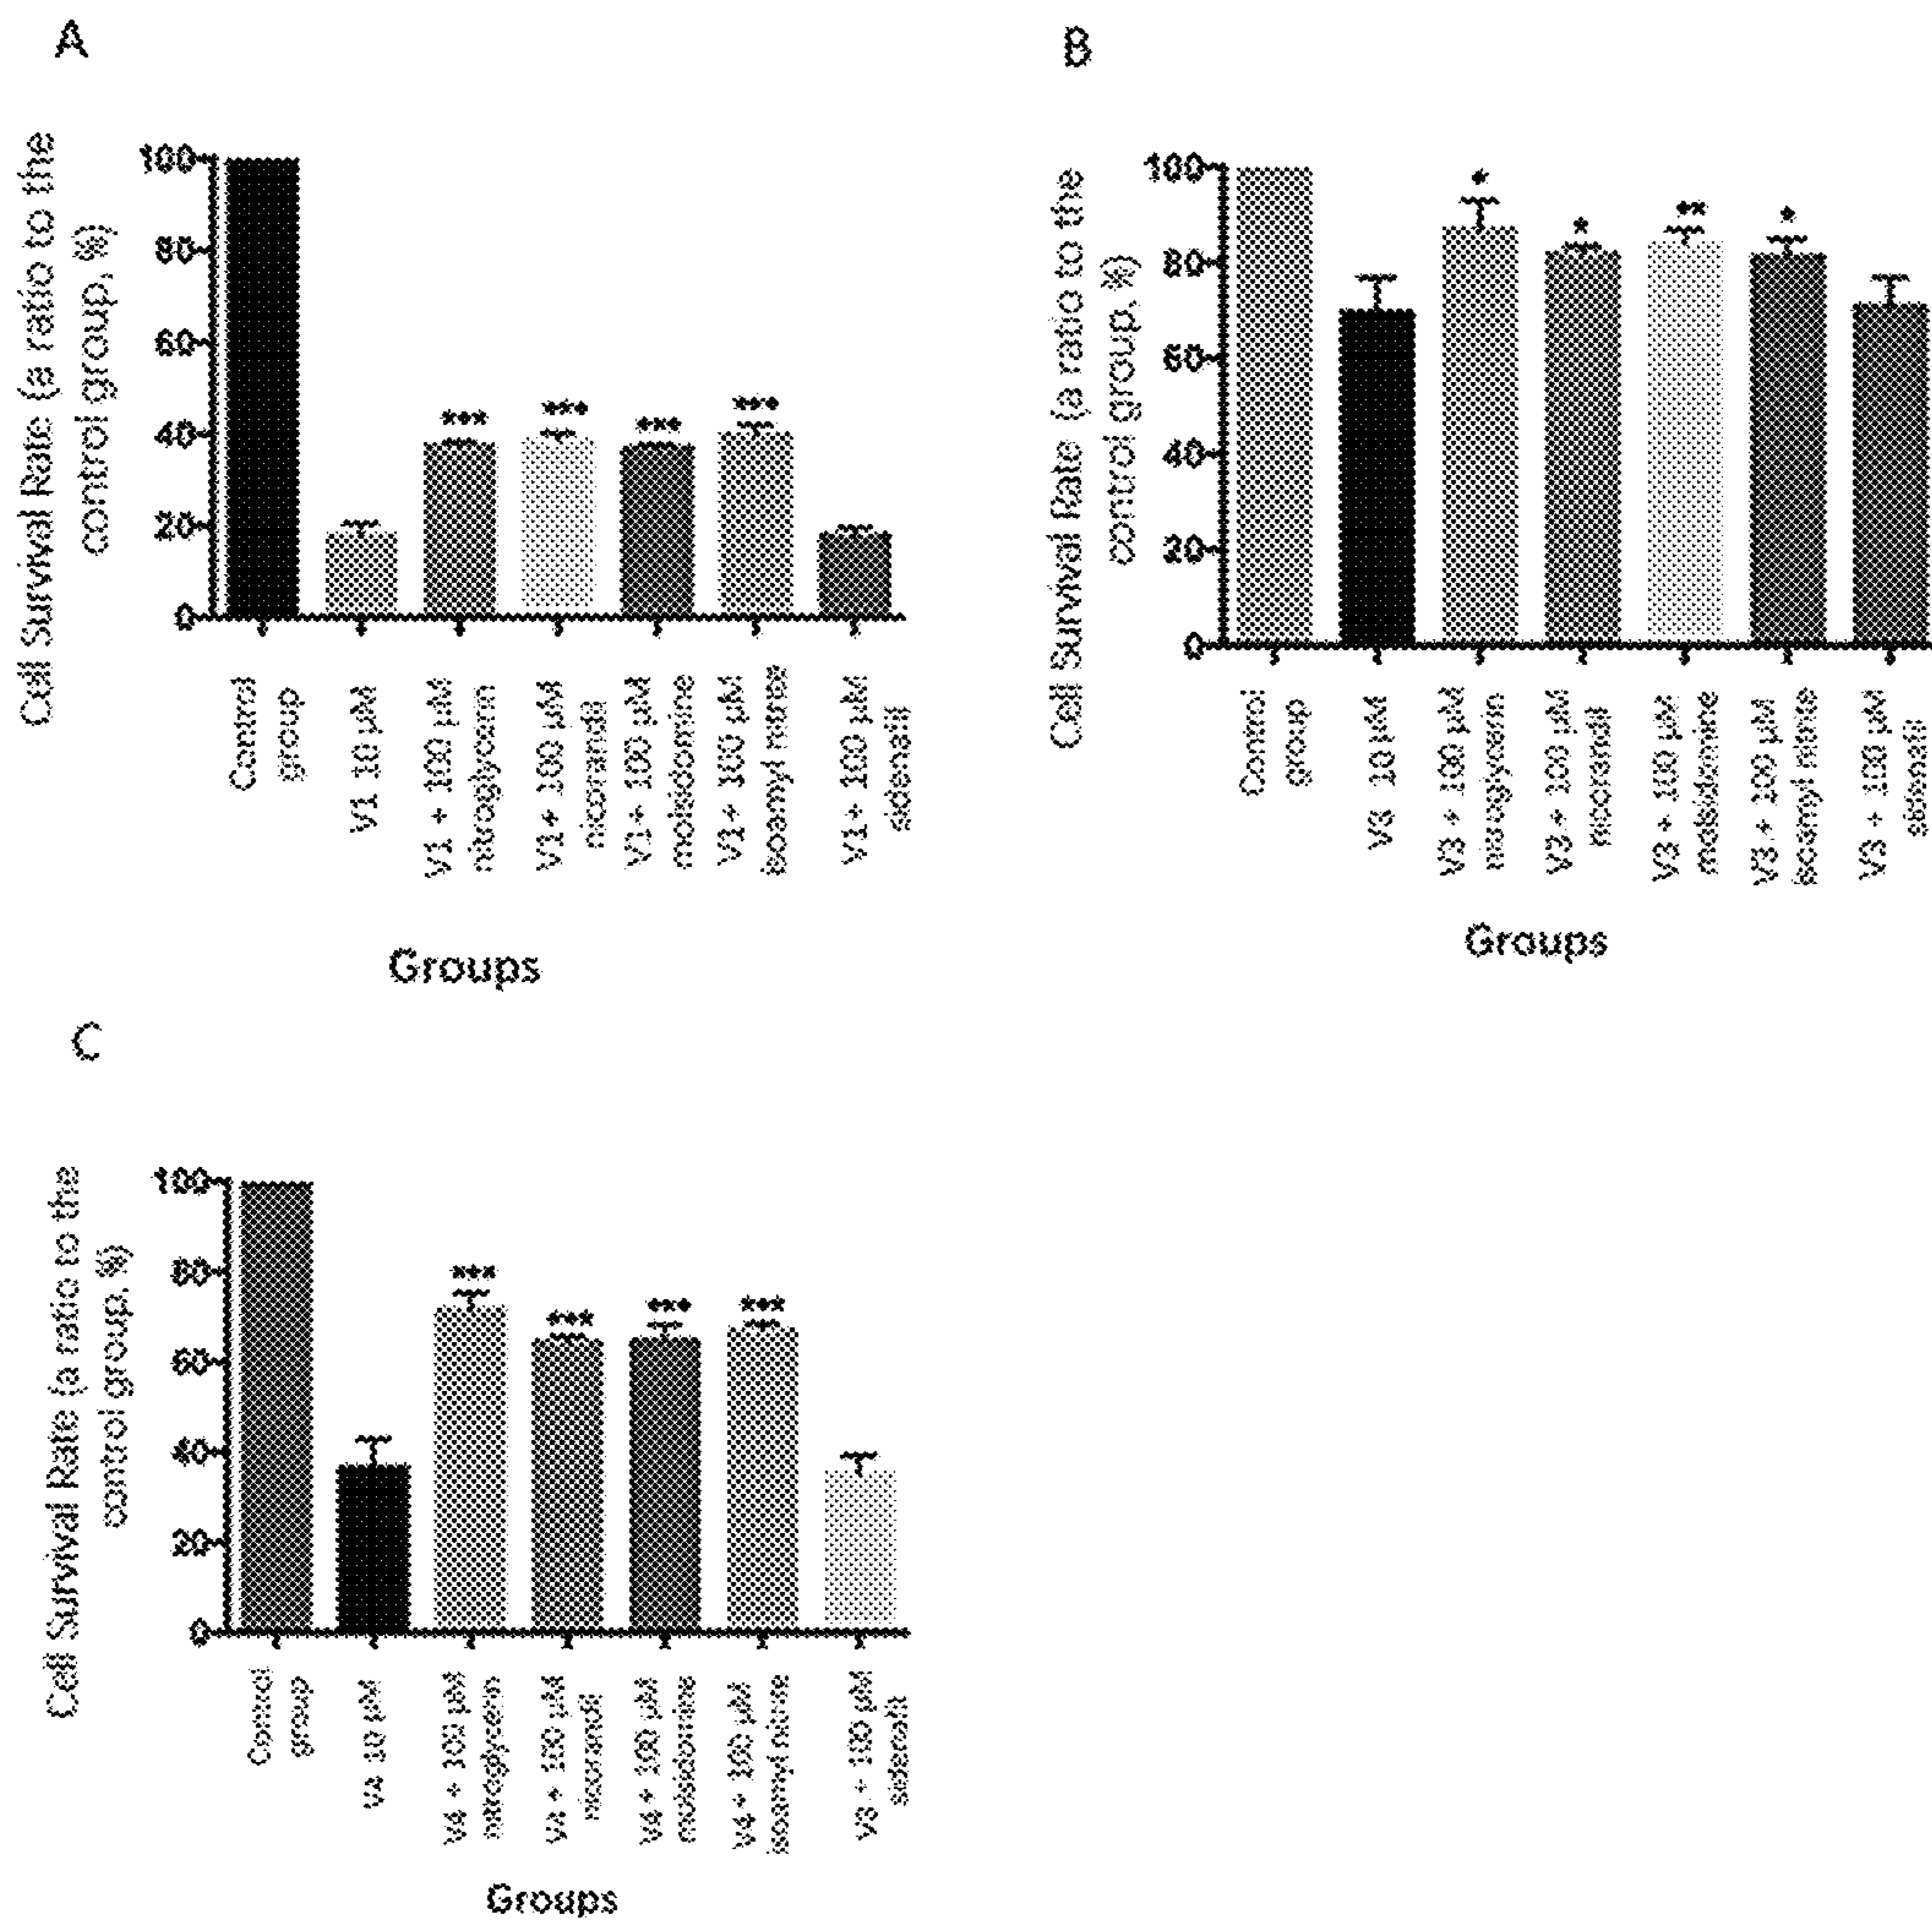 A
Cell Survival Rate (a ratio to the
control group, %)
100
80
60
40
20
0
***
***
***
***
Control
group
V1 10 μM
V1 + 100 μM
nitroglycerin
V1 + 100 μM
nicorandil
V1 + 100 μM
molsidomine
V1 + 100 μM
isoamyl nitrite
V1 + 100 μM
sildenafil
Groups
B
Cell Survival Rate (a ratio to the
control group, %)
100
80
60
40
20
0
*
*
**
*
Control
group
V3 10 μM
V3 + 100 μM
nitroglycerin
V3 + 100 μM
nicorandil
V3 + 100 μM
molsidomine
V3 + 100 μM
isoamyl nitrite
V3 + 100 μM
sildenafil
Groups
C
Cell Survival Rate (a ratio to the
control group, %)
100
80
60
40
20
0
***
***
***
***
Control
group
V4 10 μM
V4 + 100 μM
nitroglycerin
V4 + 100 μM
nicorandil
V4 + 100 μM
molsidomine
V4 + 100 μM
isoamyl nitrite
V3 + 100 μM
sildenafil
Groups